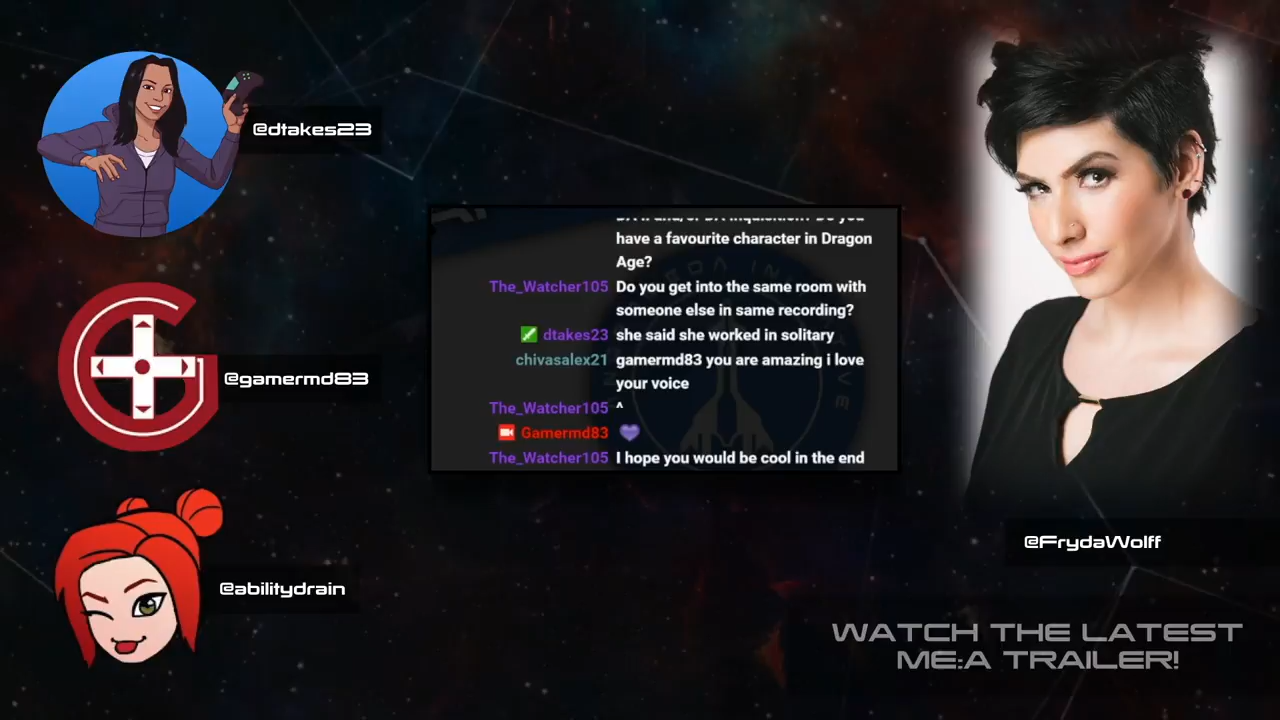 @dtakes23
@gamermd83
@abilitydrain
have a favourite character in Dragon
Age?
The_Watcher105 Do you get into the same room with
someone else in same recording?
dtakes23 she said she worked in solitary
chivasalex21 gamermd83 you are amazing i love
your voice
The_Watcher105 ^
Gamermd83
The_Watcher105 I hope you would be cool in the end
@FrydaWolff
WATCH THE LATEST
ME:A TRAILER!